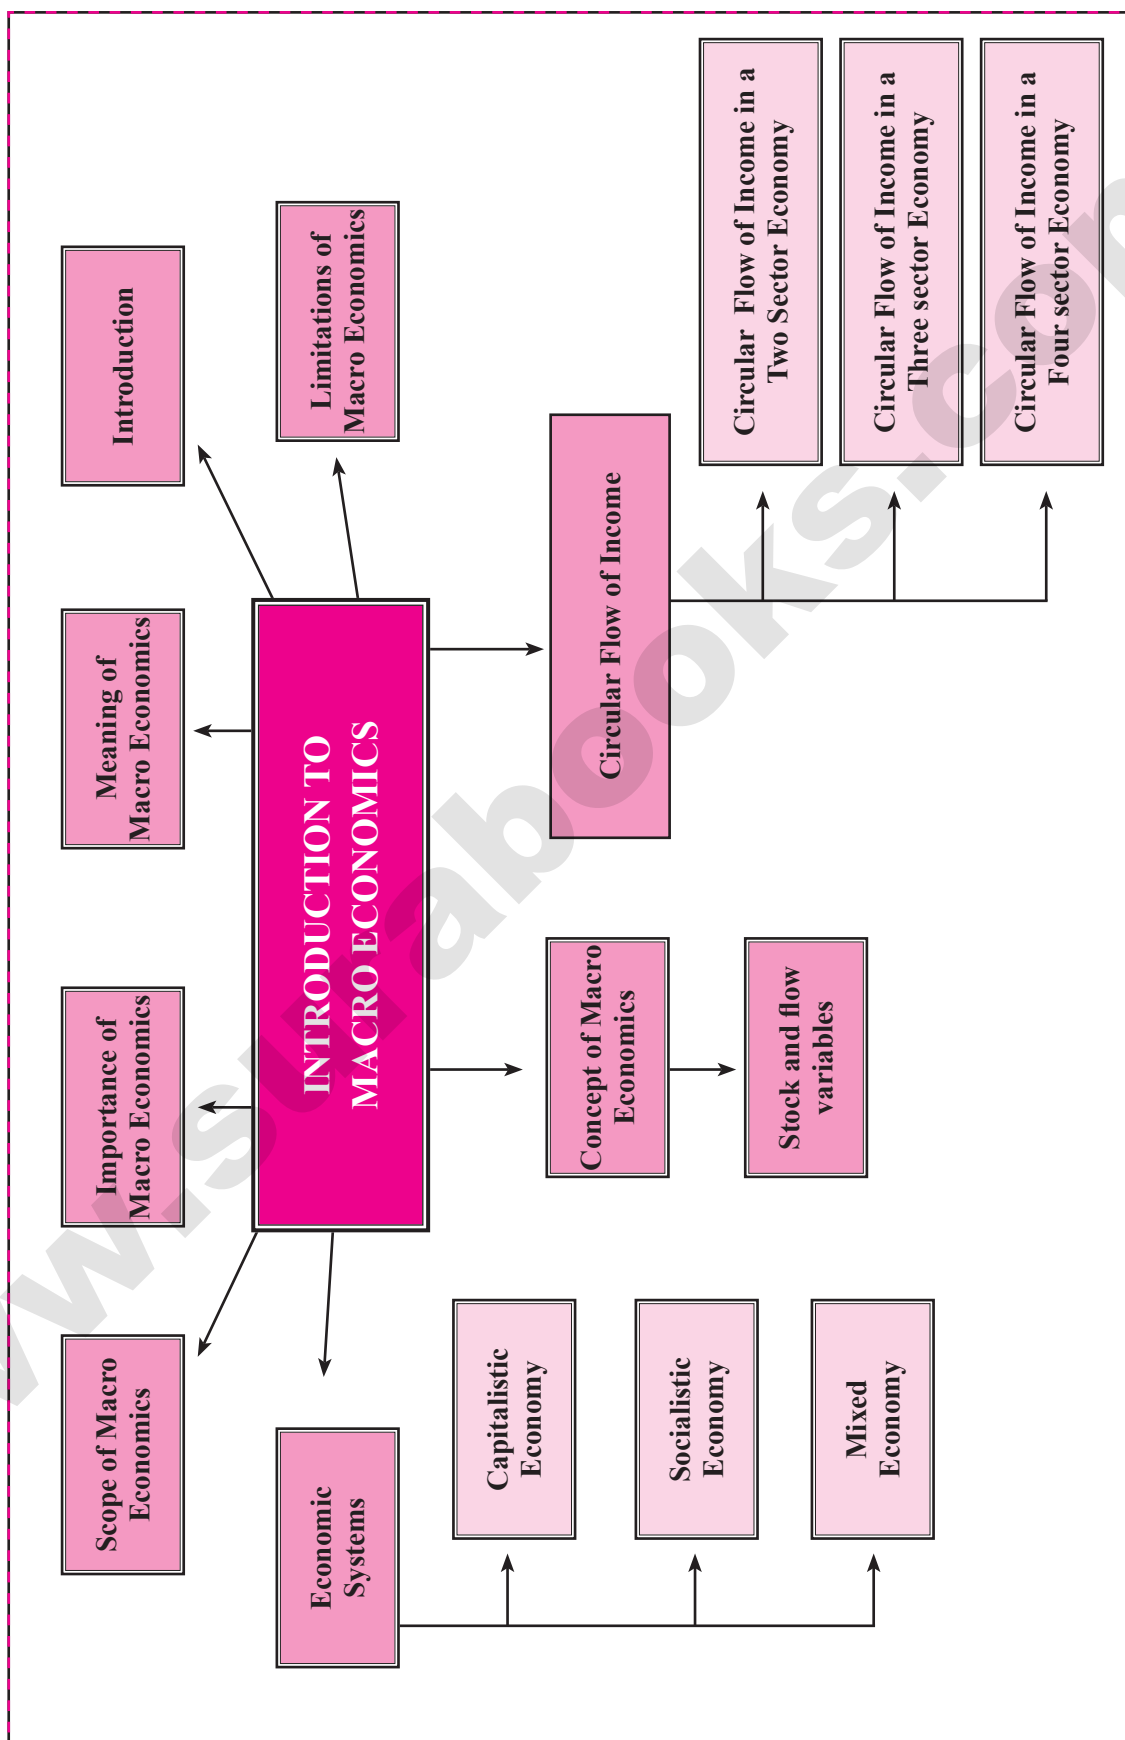 Scope of Macro
Economics
Importance of
Macro Economics
Meaning of
Macro Economics
Introduction
Economic
Systems
INTRODUCTION TO
MACRO ECONOMICS
Limitations of
Macro Economics
Capitalistic
Economy
Socialistic
Economy
Mixed
Economy
Concept of Macro
Economics
Stock and flow
variables
Circular Flow of Income
Circular Flow of Income in a
Two Sector Economy
Circular Flow of Income in a
Three sector Economy
Circular Flow of Income in a
Four sector Economy
w.surabooks.com